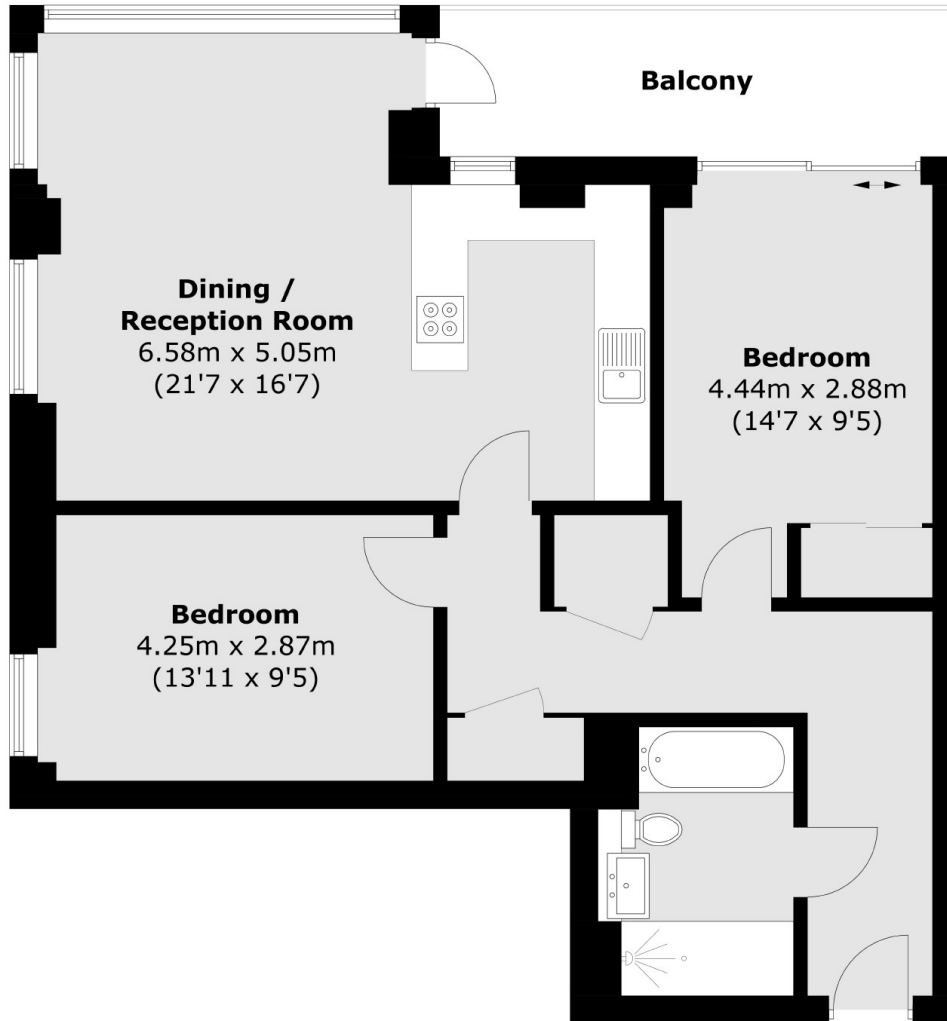 Balcony
Dining /
Reception Room
6.58m x 5.05m
(21'7 x 16'7)
Bedroom
4.44m x 2.88m
(14'7 x 9'5)
Bedroom
4.25m x 2.87m
(13'11 x 9'5)